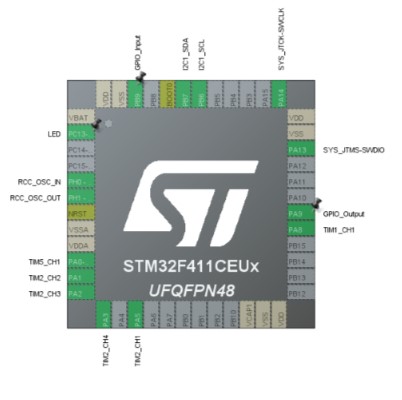 GPIO_Input
I2C1_SDA
I2C1_SCL
SYS_JTCK-SWCLK
VDD
VSS
PB9
PB8
BOOT0
PB7
PB6
PB5
PB4
PB3
PA15
PA14
VBAT
VDD
LED
PC13-
VSS
PC14-
PA13
SYS_JTMS-SWDIO
PC15-
PA12
RCC_OSC_IN
PH0 -
PA11
RCC_OSC_OUT
PH1 -
PA10
NRST
PA9
GPIO_Output
VSSA
PA8
TIM1_CH1
VDDA
PB15
TIM5_CH1
PA0-
PB14
TIM2_CH2
PA1
PB13
TIM2_CH3
PA2
PB12
ST
STM32F411CEUx
UFQFPN48
PA3
PA4
PA5
PA6
PA7
PB0
PB1
PB2
PB10
VCAP1
VSS
VDD
TIM2_CH4
TIM2_CH1